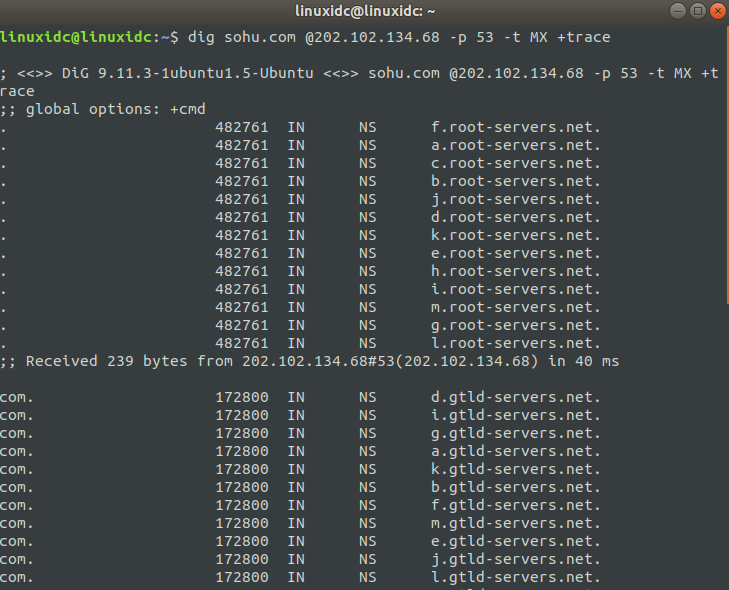 linuxidc@linuxidc: ~
linuxidc@linuxidc:~$ dig sohu.com @202.102.134.68 -p 53 -t MX +trace
; <<>> DiG 9.11.3-1ubuntu1.5-Ubuntu <<>> sohu.com @202.102.134.68 -p 53 -t MX +t
race
;; global options: +cmd
. 482761 IN NS f.root-servers.net.
. 482761 IN NS a.root-servers.net.
. 482761 IN NS c.root-servers.net.
. 482761 IN NS b.root-servers.net.
. 482761 IN NS j.root-servers.net.
. 482761 IN NS d.root-servers.net.
. 482761 IN NS k.root-servers.net.
. 482761 IN NS e.root-servers.net.
. 482761 IN NS h.root-servers.net.
. 482761 IN NS i.root-servers.net.
. 482761 IN NS m.root-servers.net.
. 482761 IN NS g.root-servers.net.
. 482761 IN NS l.root-servers.net.
;; Received 239 bytes from 202.102.134.68#53(202.102.134.68) in 40 ms
com. 172800 IN NS d.gtld-servers.net.
com. 172800 IN NS i.gtld-servers.net.
com. 172800 IN NS g.gtld-servers.net.
com. 172800 IN NS a.gtld-servers.net.
com. 172800 IN NS k.gtld-servers.net.
com. 172800 IN NS b.gtld-servers.net.
com. 172800 IN NS f.gtld-servers.net.
com. 172800 IN NS m.gtld-servers.net.
com. 172800 IN NS e.gtld-servers.net.
com. 172800 IN NS j.gtld-servers.net.
com. 172800 IN NS l.gtld-servers.net.